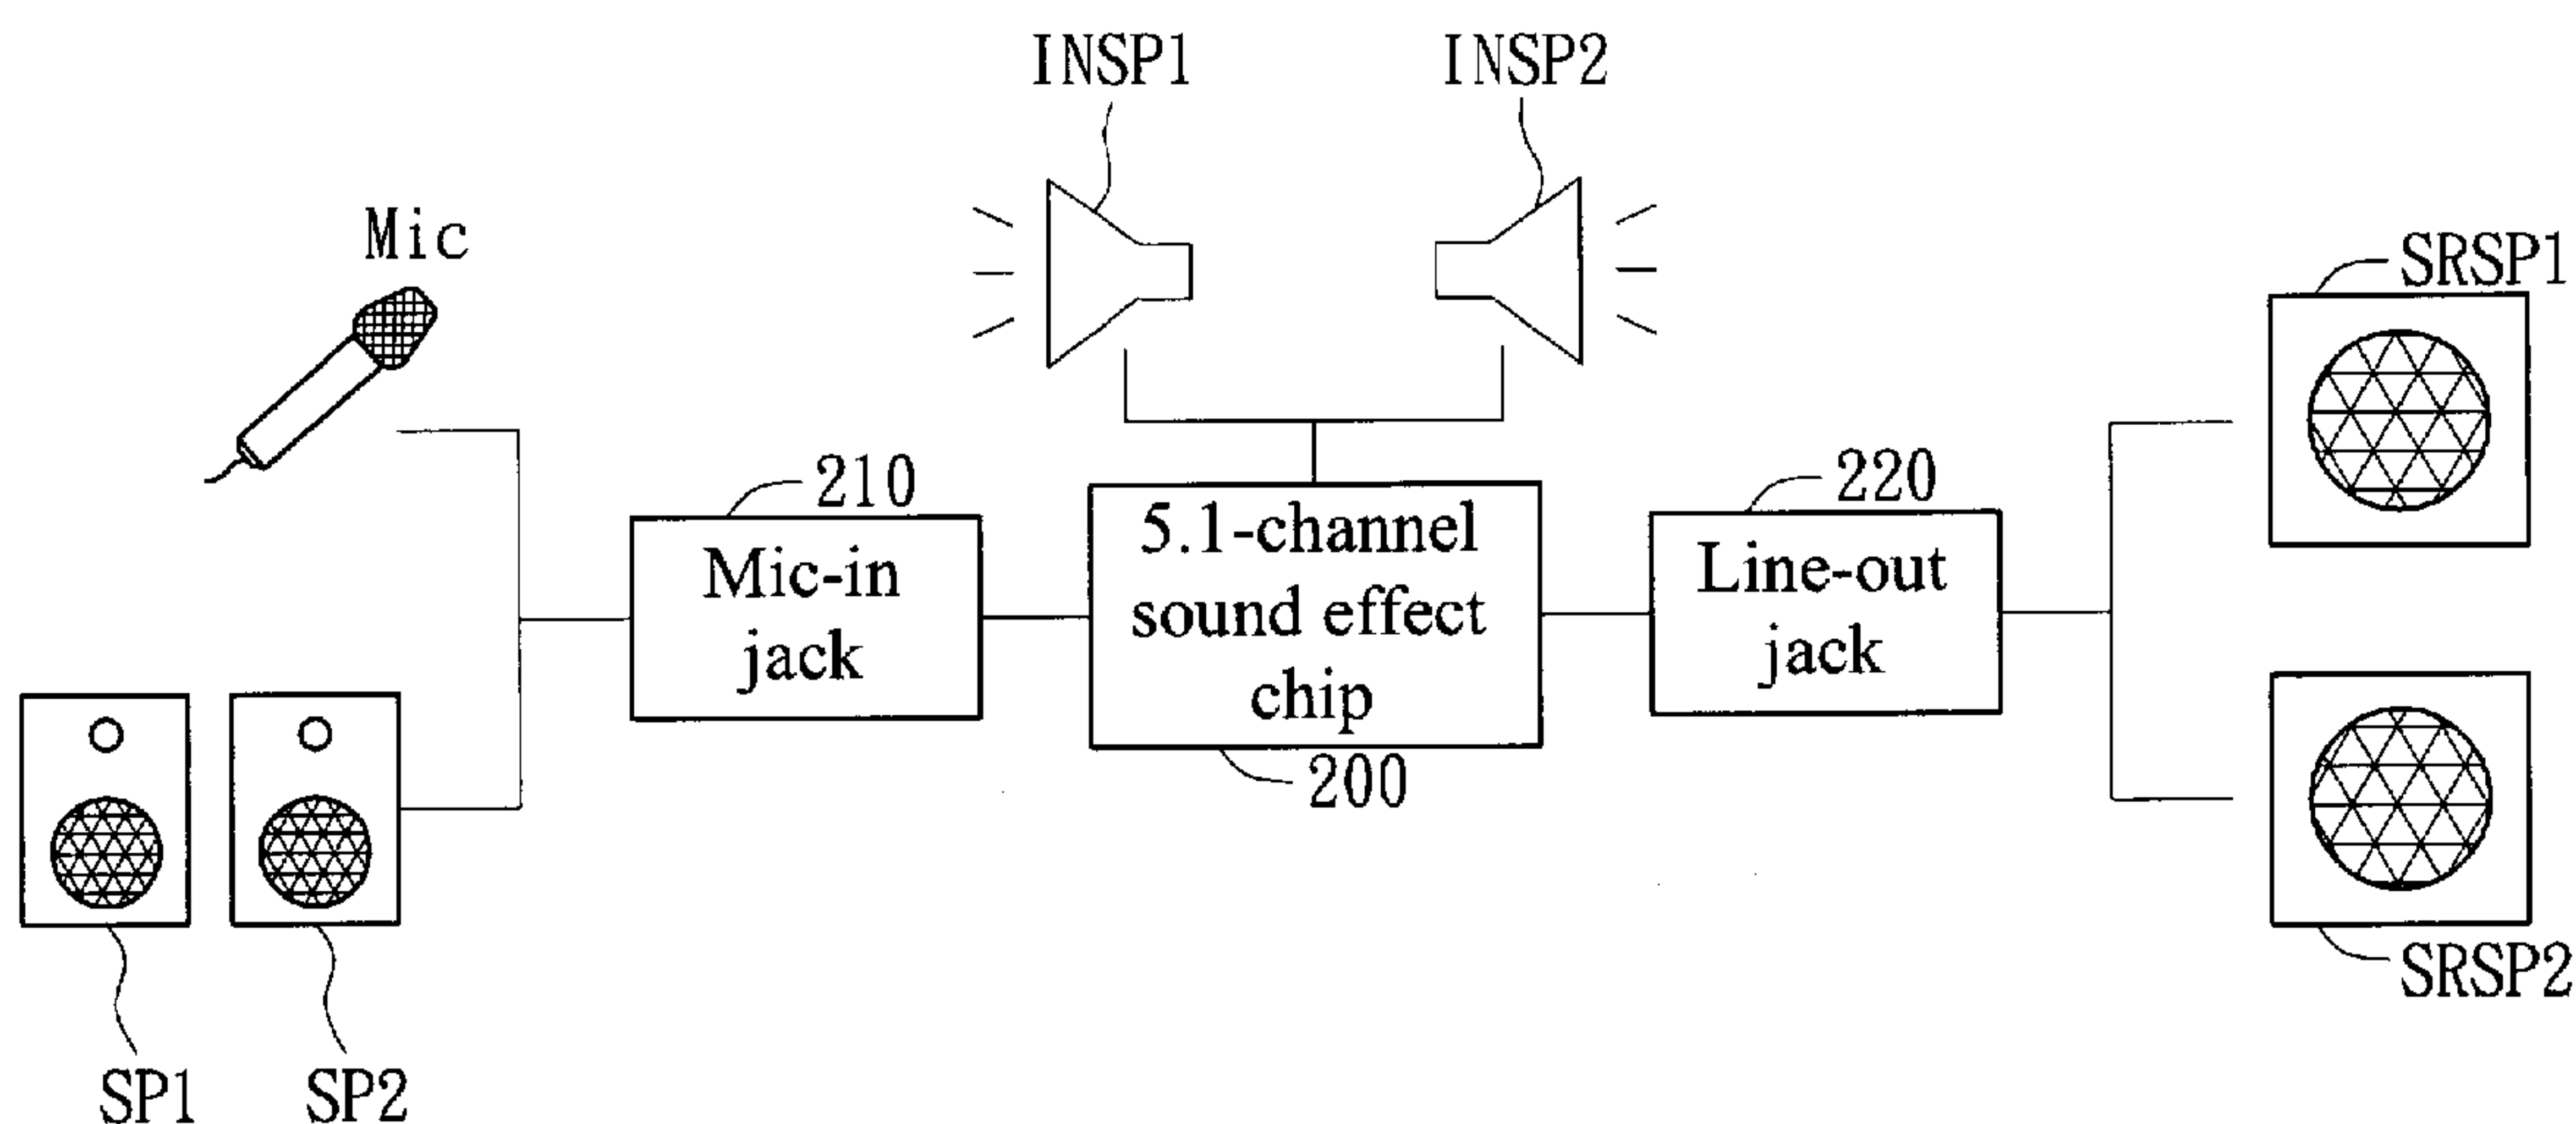 INSP1
INSP2
Mic
SRSP1
210
220
5.1-channel
sound effect
chip
Mic-in
jack
Line-out
jack
200
SRSP2
SP1
SP2